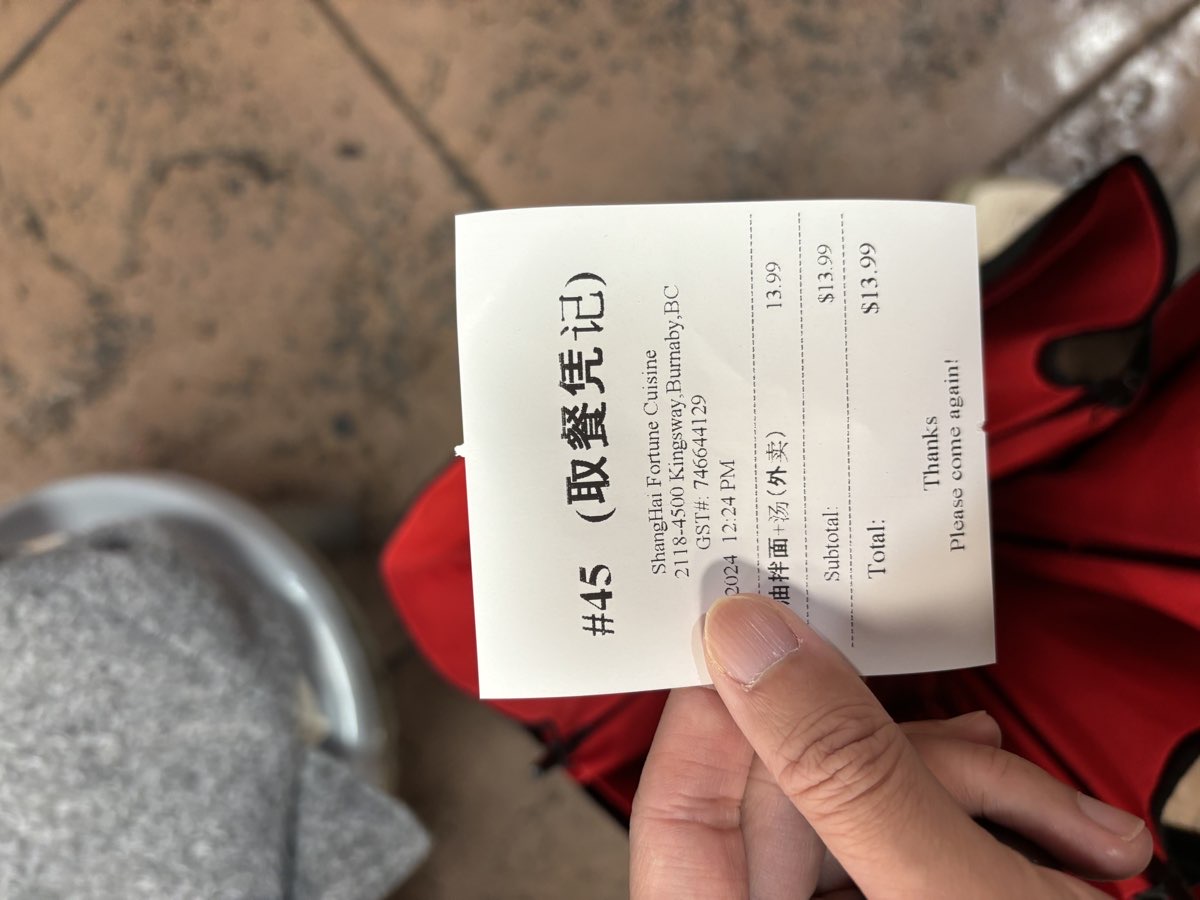 #45 (取餐凭记)
ShangHai Fortune Cuisine
2118-4500 Kingsway,Burnaby,BC
GST#: 746644129
2024 12:24 PM
油拌面+汤(外卖) 13.99
Subtotal: $13.99
Total: $13.99
Thanks
Please come again!